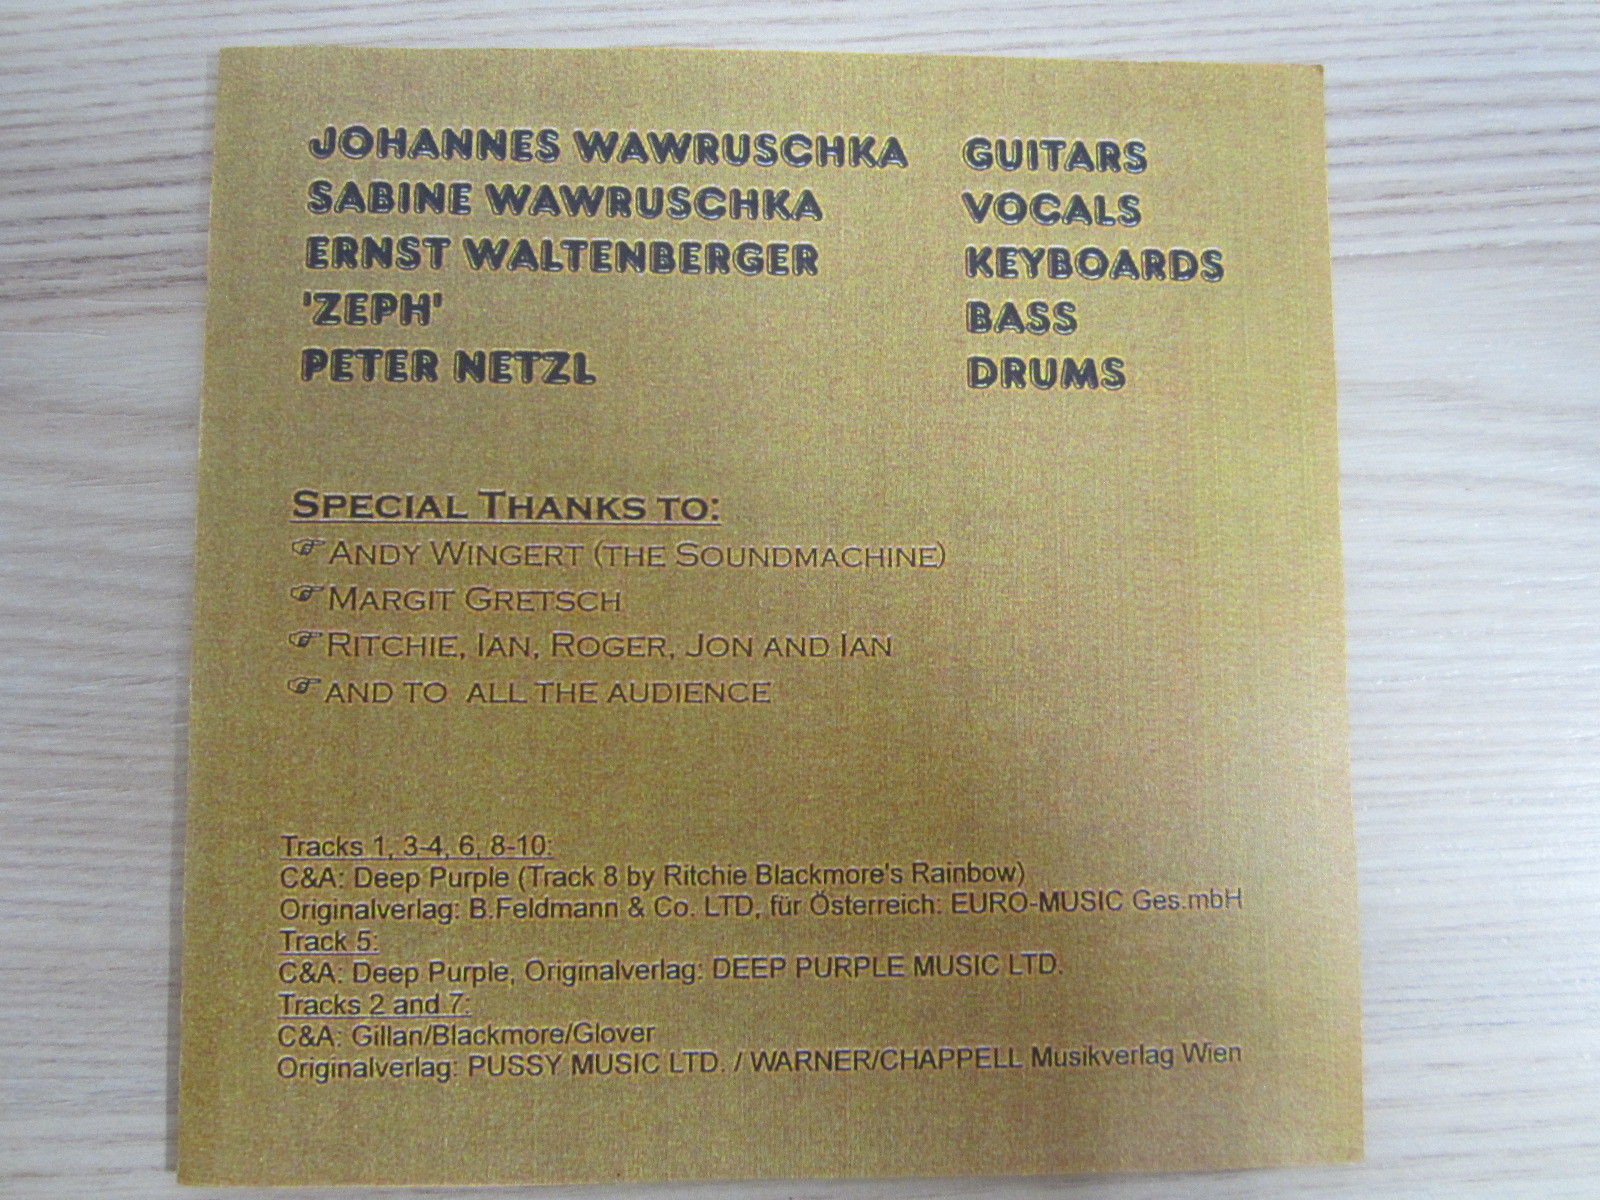 JOHANNES WAWRUSCHKA GUITARS
SABINE WAWRUSCHKA VOCALS
ERNST WALTENBERGER KEYBOARDS
'ZEPH' BASS
PETER NETZL DRUMS
SPECIAL THANKS TO:
☞ANDY WINGERT (THE SOUNDMACHINE)
☞MARGIT GRETSCH
☞RITCHIE, IAN, ROGER, JON AND IAN
☞AND TO ALL THE AUDIENCE
Tracks 1, 3-4, 6, 8-10:
C&A: Deep Purple (Track 8 by Ritchie Blackmore's Rainbow)
Originalverlag: B.Feldmann & Co. LTD, für Österreich: EURO-MUSIC Ges.mbH
Track 5:
C&A: Deep Purple, Originalverlag: DEEP PURPLE MUSIC LTD.
Tracks 2 and 7:
C&A: Gillan/Blackmore/Glover
Originalverlag: PUSSY MUSIC LTD. / WARNER/CHAPPELL Musikverlag Wien